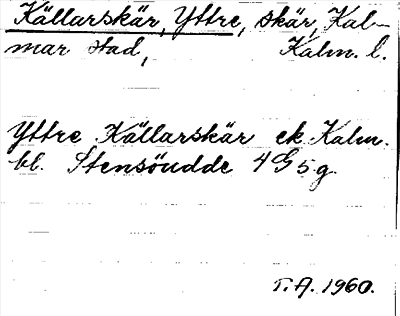 Källarskär, Yttre, skär, Kal-
mar stad, Kalm. l.
Yttre Källarskär ek Kalm.
bl. Stensöudde 4G5g
T.A. 1960.